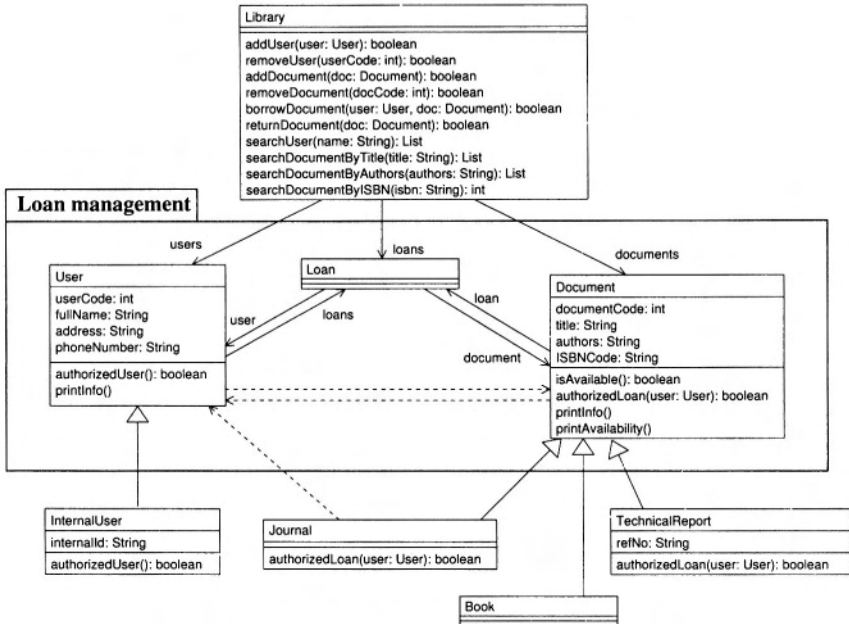 Library
addUser(user: User): boolean
removeUser(userCode: int): boolean
addDocument(doc: Document): boolean
removeDocument(docCode: int): boolean
borrowDocument(user: User, doc: Document): boolean
returnDocument(doc: Document): boolean
searchUser(name: String): List
searchDocumentByTitle(title: String): List
searchDocumentByAuthors(authors: String): List
searchDocumentByISBN(isbn: String): int
Loan management
users
loans
documents
User
userCode: int
fullName: String
address: String
phoneNumber: String
authorizedUser(): boolean
printInfo()
Loan
user
loans
loan
document
Document
documentCode: int
title: String
authors: String
ISBNCode: String
isAvailable(): boolean
authorizedLoan(user: User): boolean
printInfo()
printAvailability()
InternalUser
internalId: String
authorizedUser(): boolean
Journal
authorizedLoan(user: User): boolean
TechnicalReport
refNo: String
authorizedLoan(user: User): boolean
Book